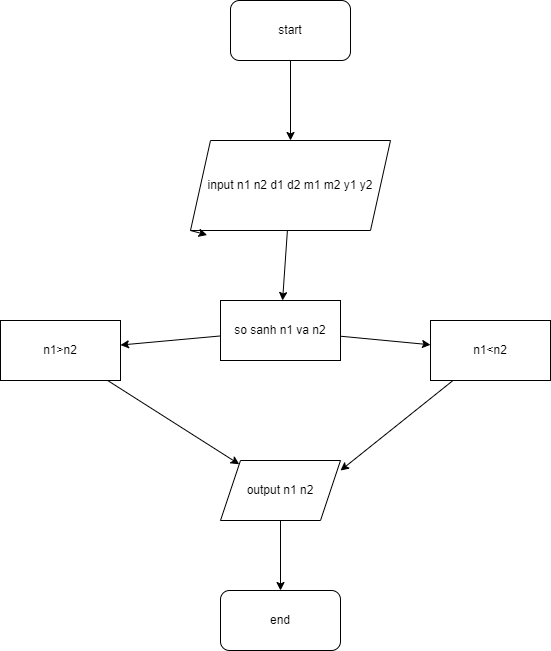 start
input n1 n2 d1 d2 m1 m2 y1 y2
so sanh n1 va n2
n1>n2
n1<n2
output n1 n2
end